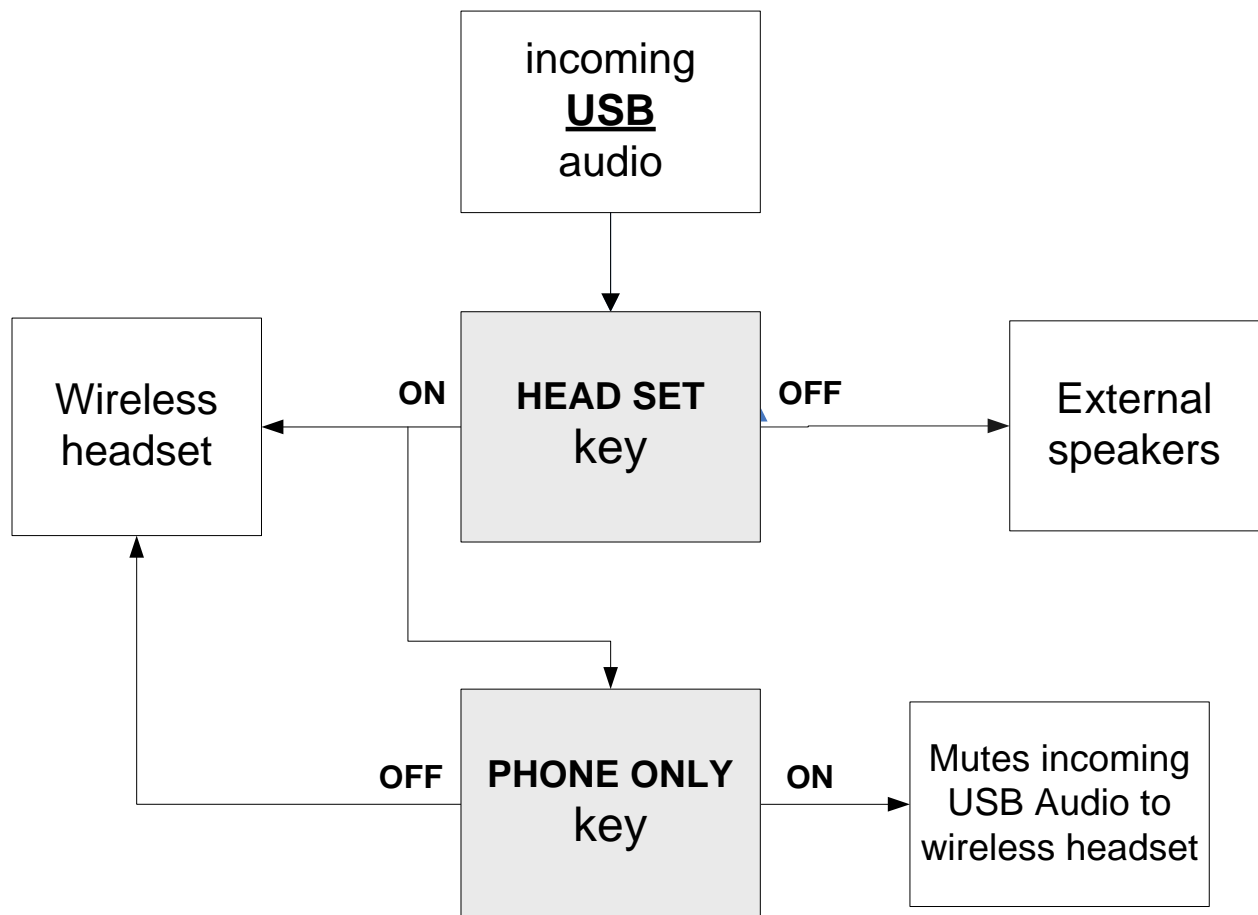 incoming
USB
audio
Wireless
headset
ON
HEAD SET
key
OFF
External
speakers
OFF
PHONE ONLY
key
ON
Mutes incoming
USB Audio to
wireless headset